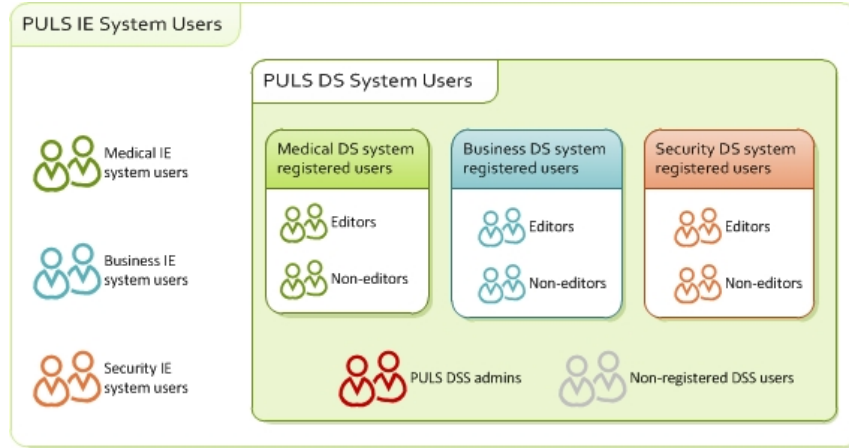 PULS IE System Users
PULS DS System Users
Medical IE
system users
Business IE
system users
Security IE
system users
Medical DS system
registered users
Editors
Non-editors
Business DS system
registered users
Editors
Non-editors
Security DS system
registered users
Editors
Non-editors
PULS DSS admins
Non-registered DSS users